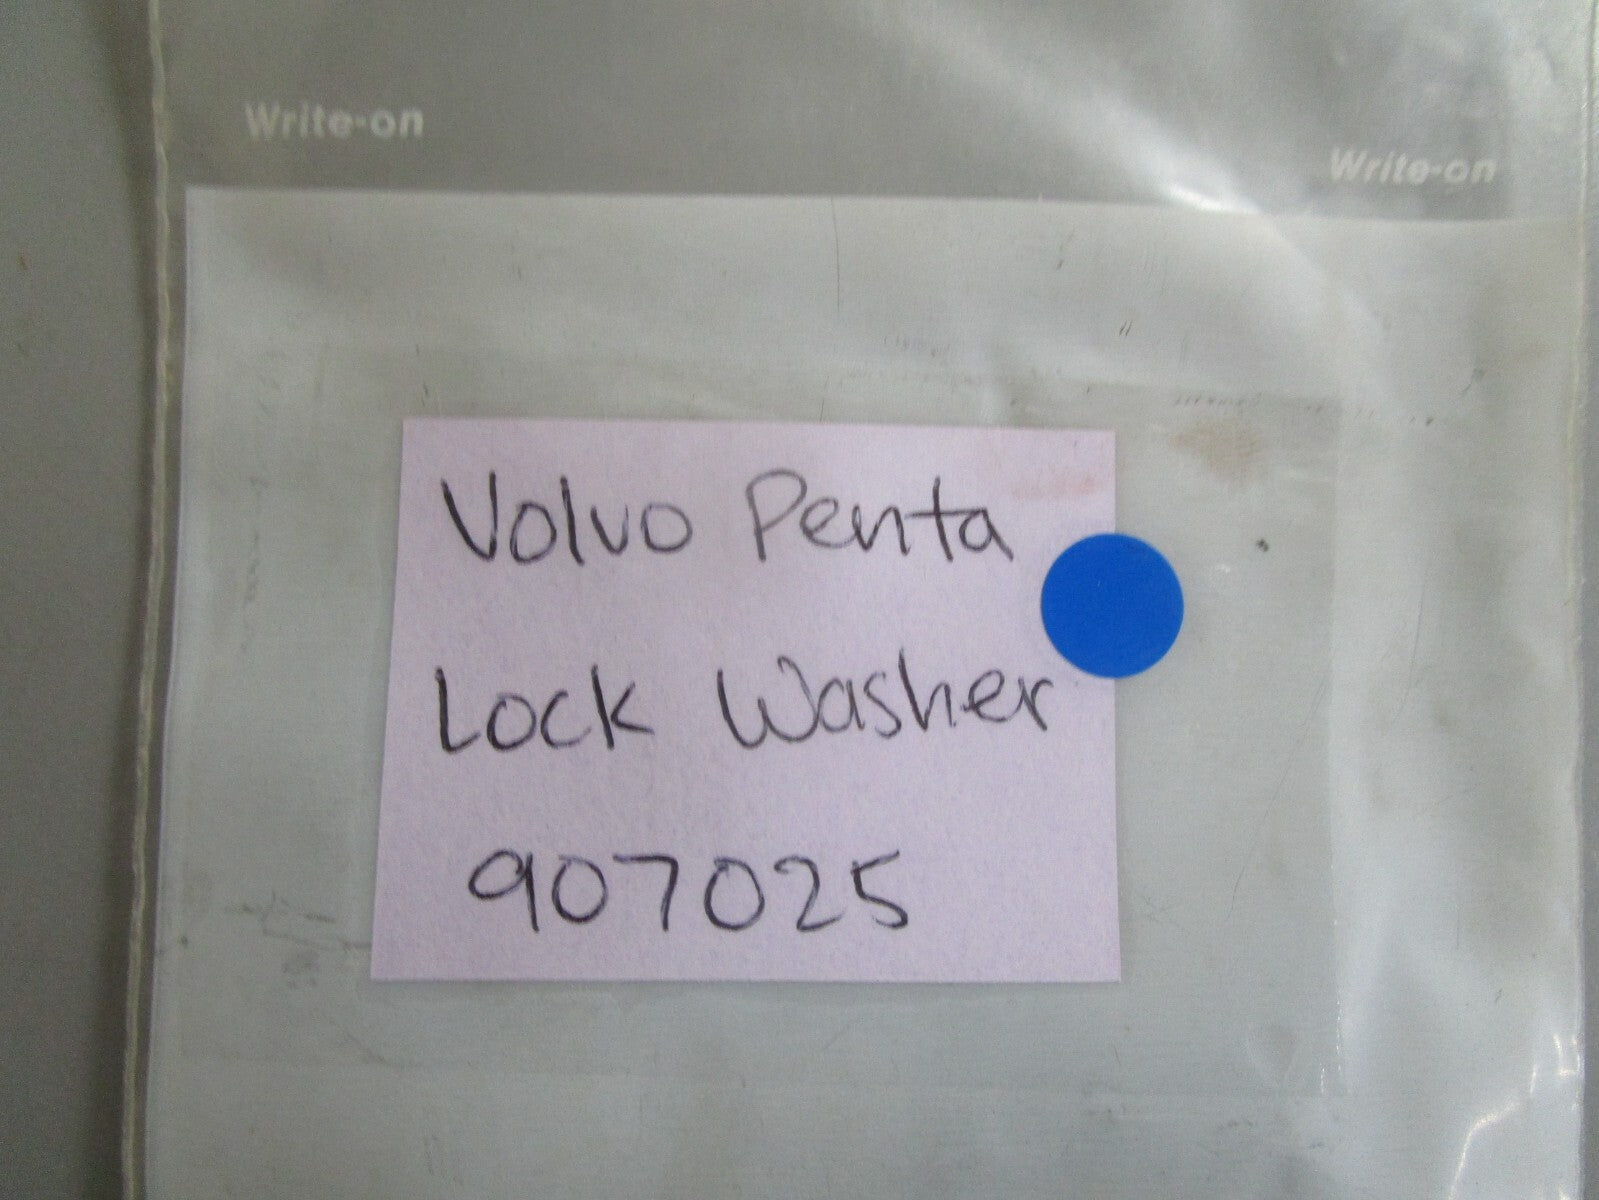 Write-on
Write-on
Volvo Penta
Lock Washer
907025